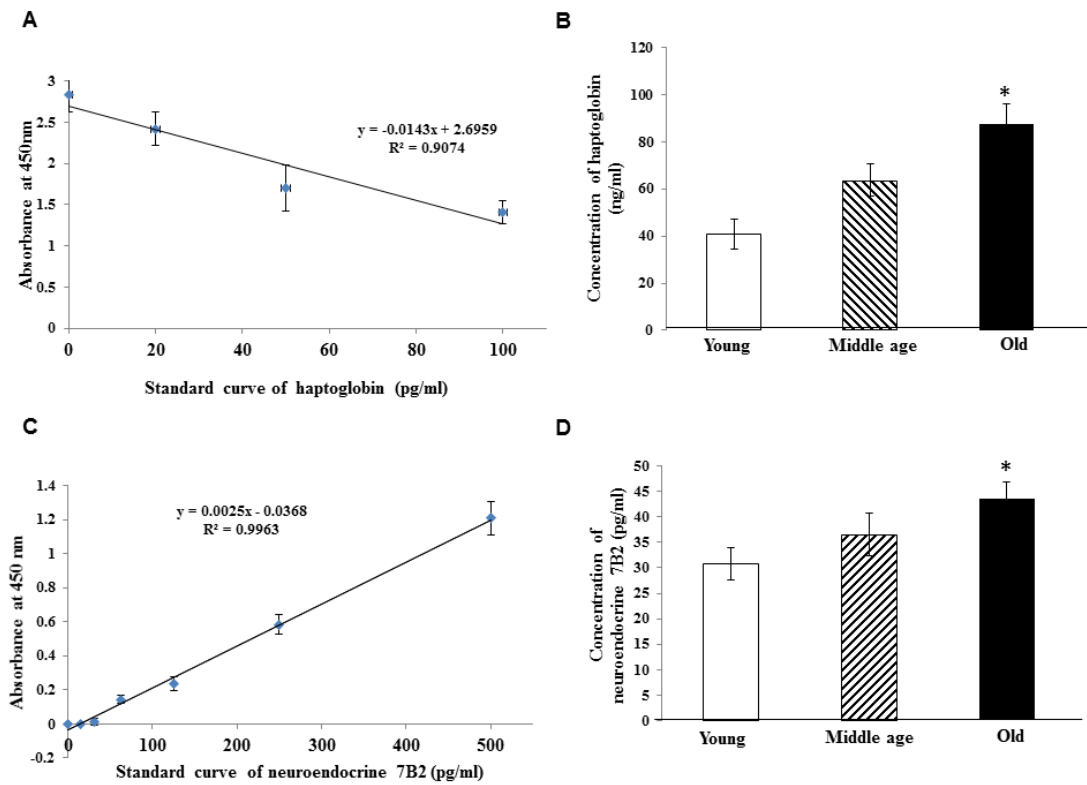 A
Absorbance at 450nm
3
2.5
2
1.5
1
0.5
0
y = -0.0143x + 2.6959
R² = 0.9074
0 20 40 60 80 100
Standard curve of haptoglobin (pg/ml)
B
Concentration of haptoglobin
(ng/ml)
120
100
80
60
40
20
0
*
Young Middle age Old
C
Absorbance at 450 nm
1.4
1.2
1
0.8
0.6
0.4
0.2
0
-0.2
y = 0.0025x - 0.0368
R² = 0.9963
0 100 200 300 400 500
Standard curve of neuroendocrine 7B2 (pg/ml)
D
Concentration of
neuroendocrine 7B2 (pg/ml)
50
45
40
35
30
25
20
15
10
5
0
*
Young Middle age Old